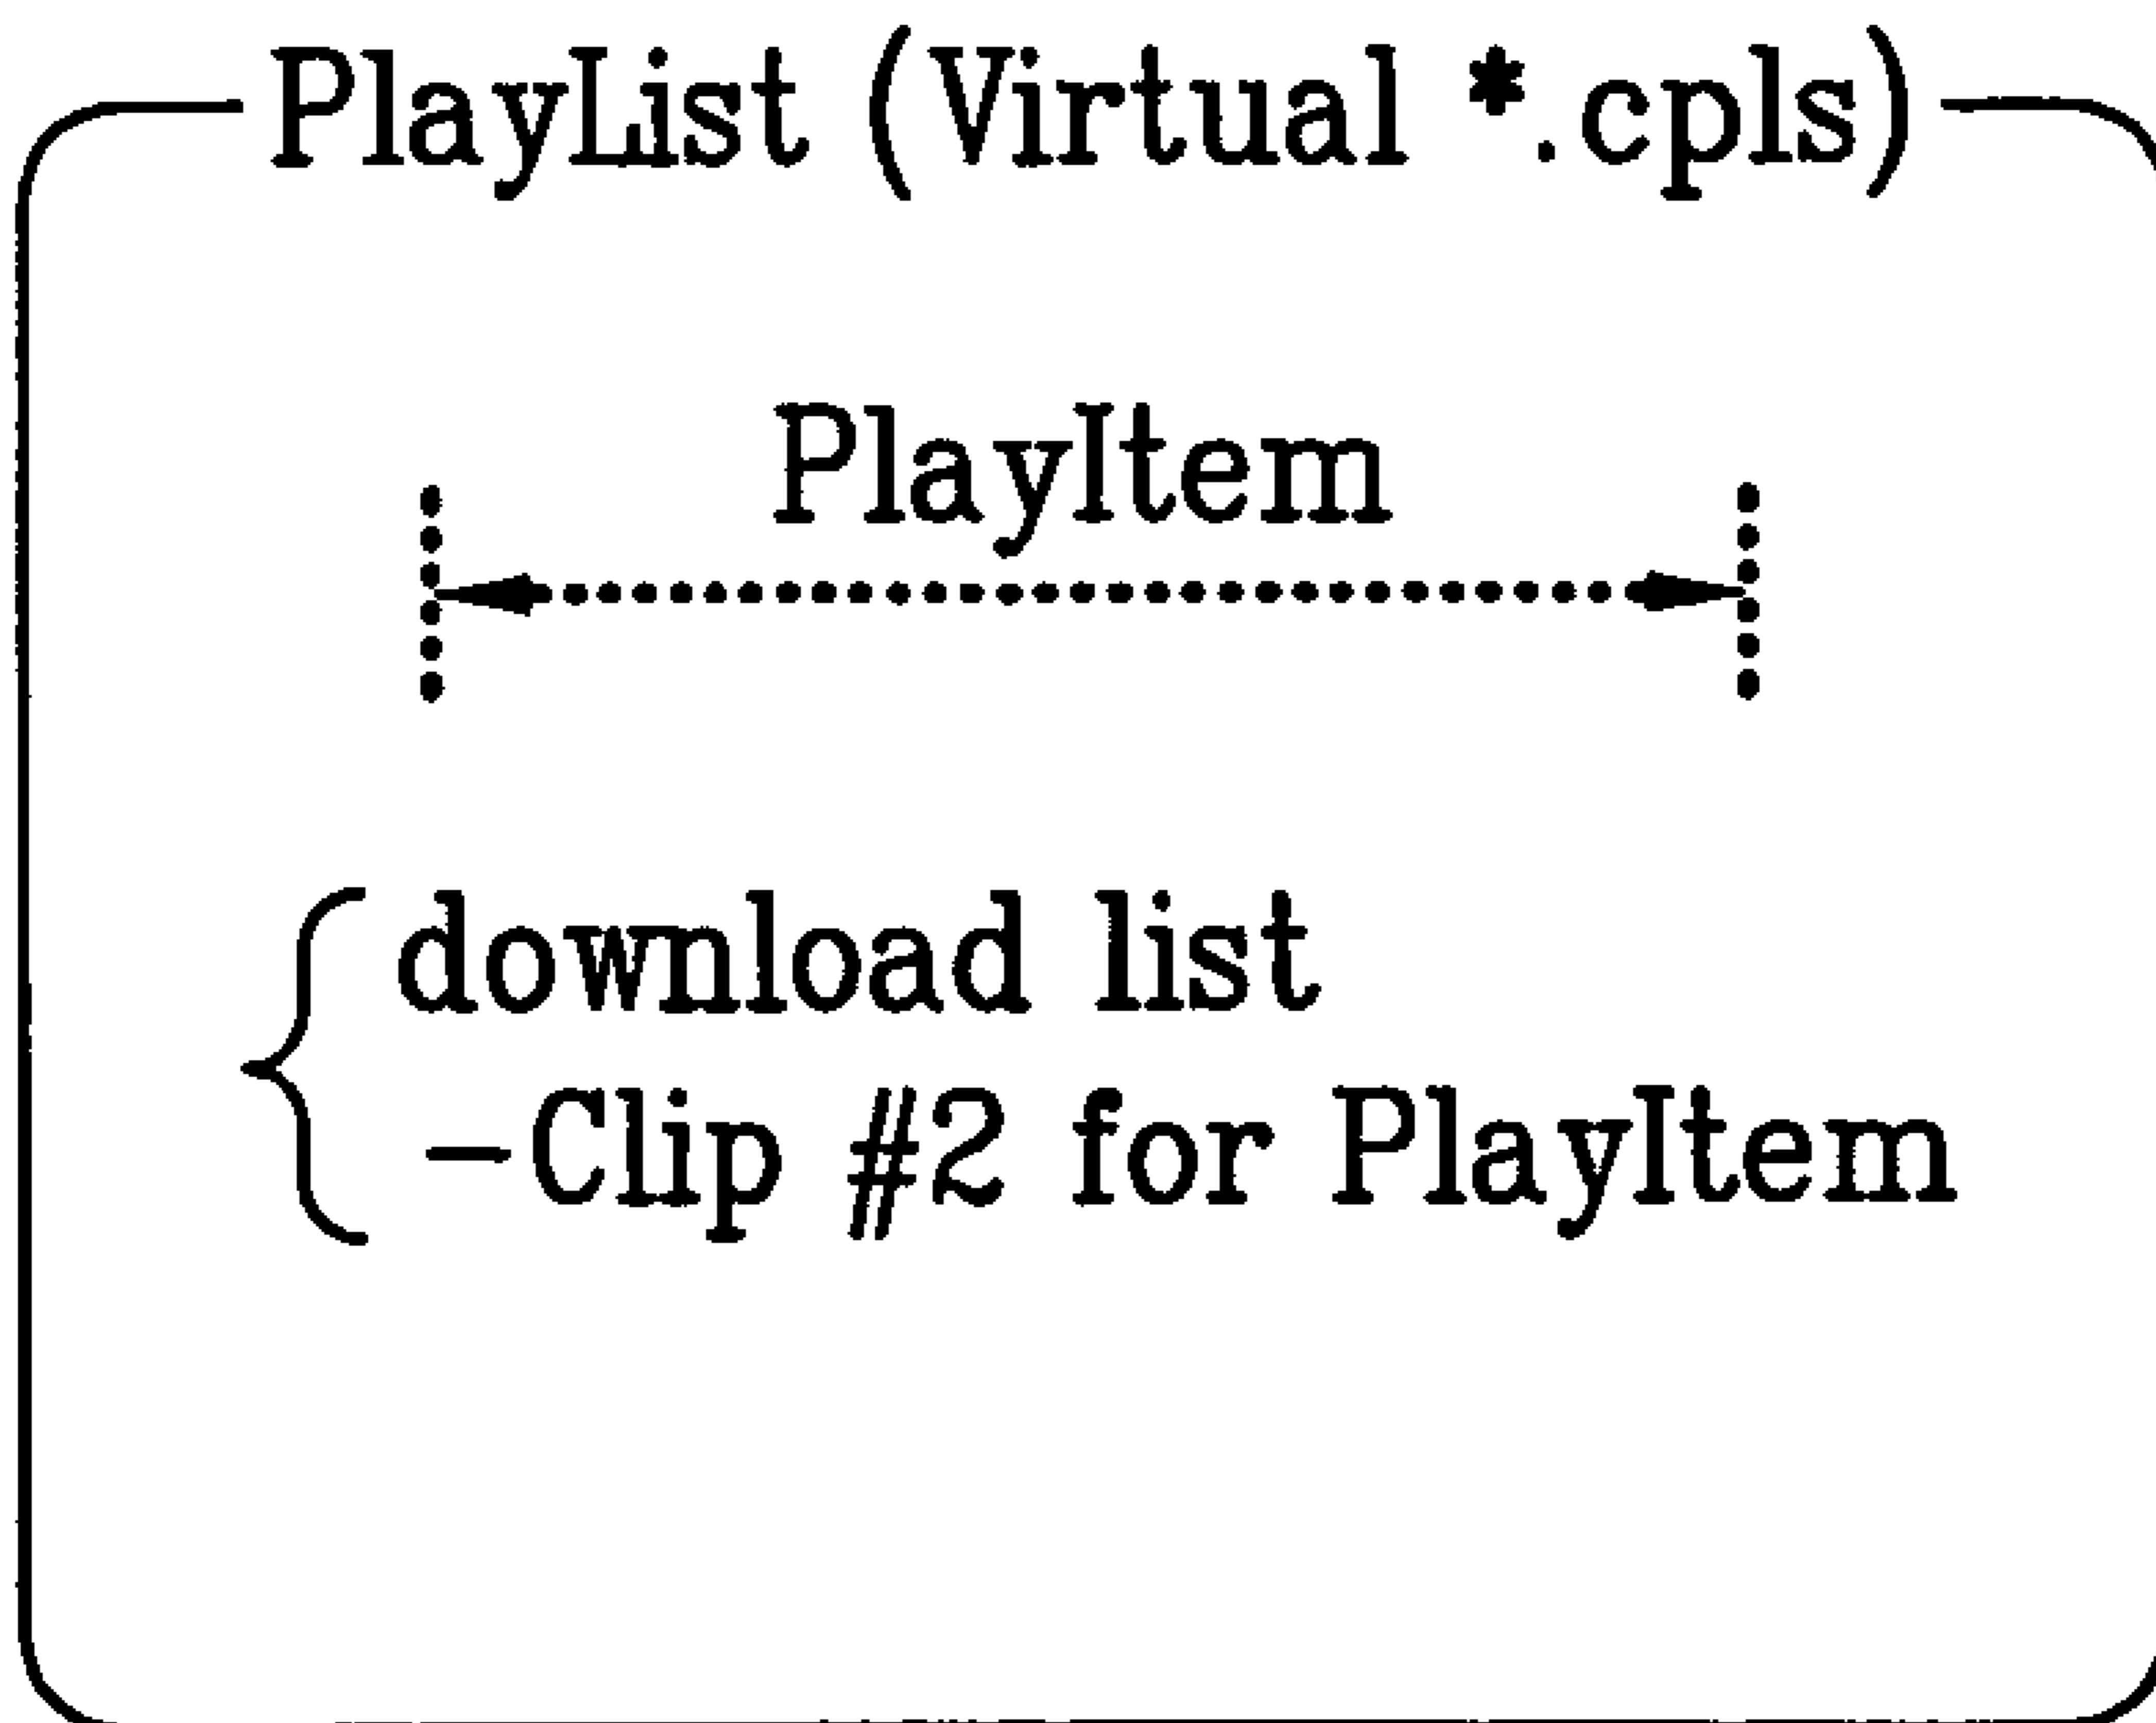 PlayList (Virtual *.cpls)
PlayItem
download list
-Clip #2 for PlayItem